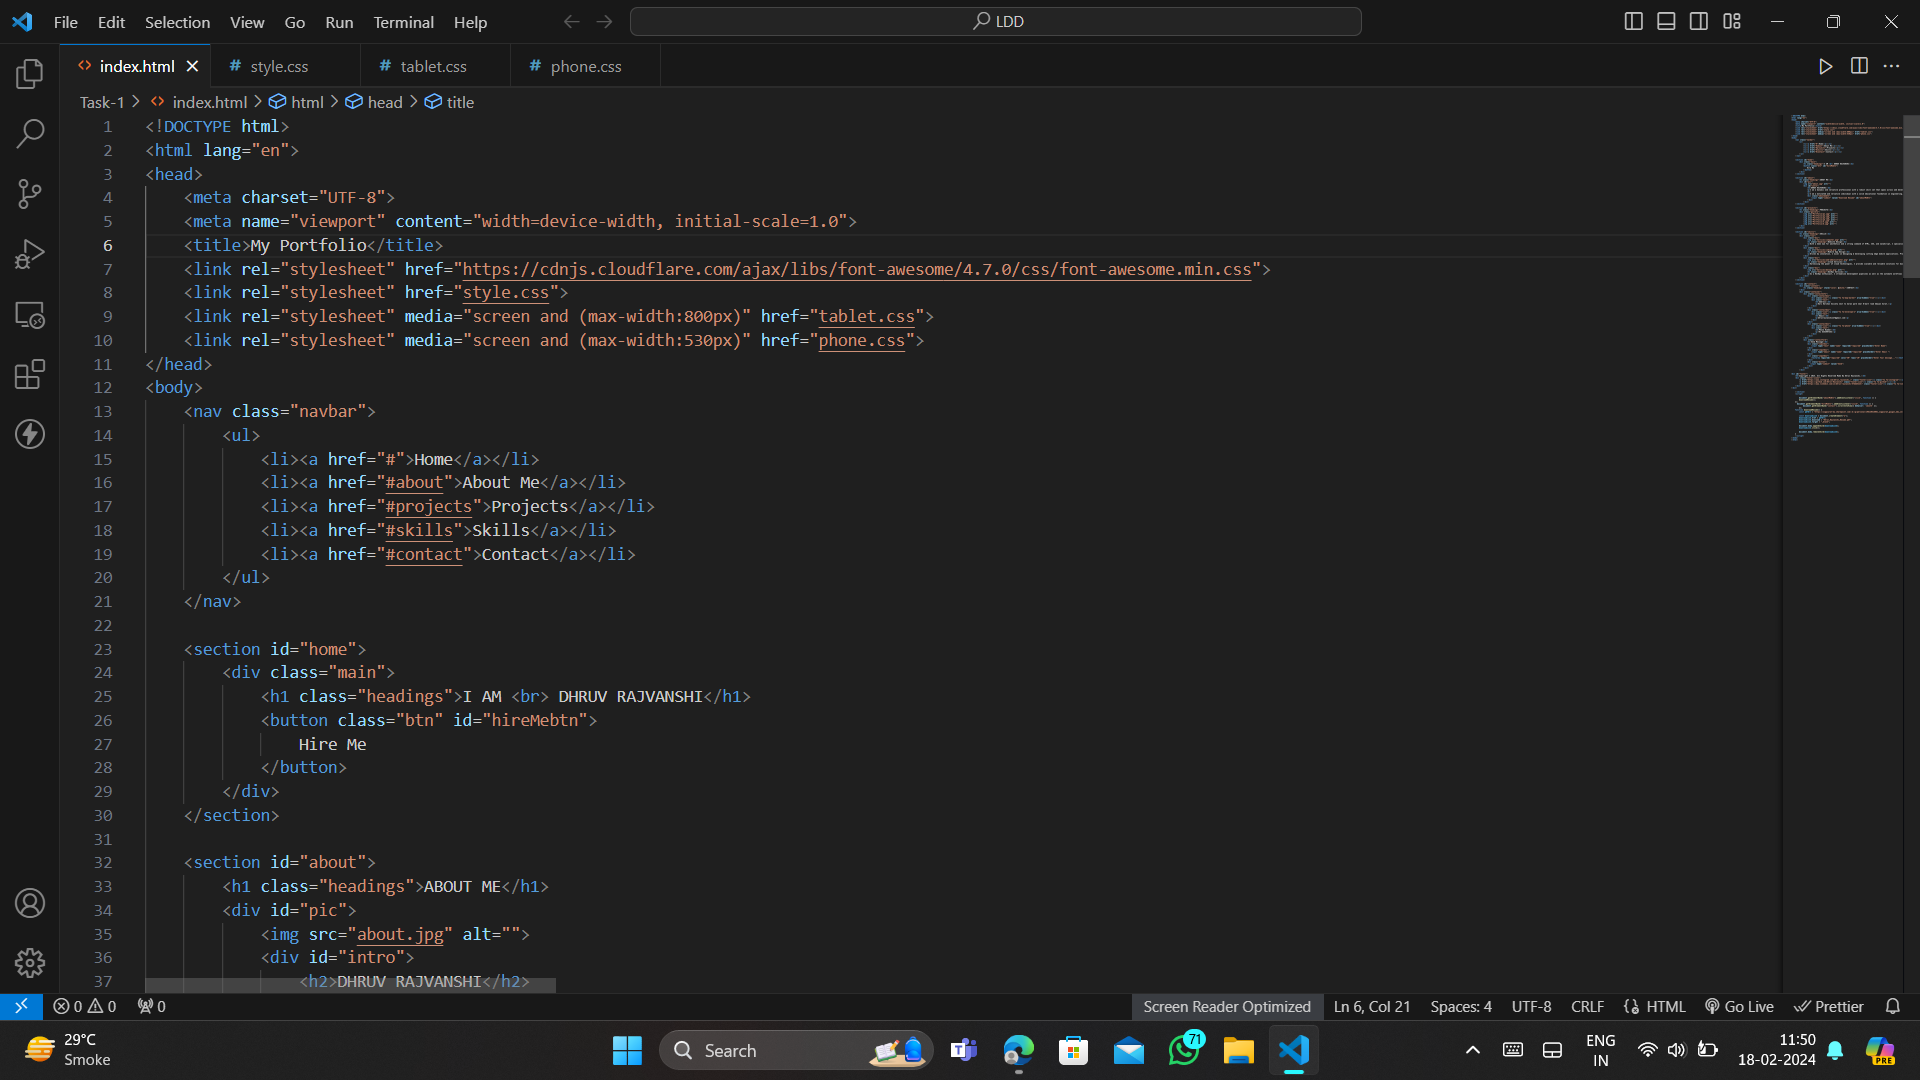 File Edit Selection View Go Run Terminal Help
LDD
index.html
# style.css
# tablet.css
# phone.css
Task-1 > index.html > html > head > title
1 <!DOCTYPE html>
2 <html lang="en">
3 <head>
4 <meta charset="UTF-8">
5 <meta name="viewport" content="width=device-width, initial-scale=1.0">
6 <title>My Portfolio</title>
7 <link rel="stylesheet" href="https://cdnjs.cloudflare.com/ajax/libs/font-awesome/4.7.0/css/font-awesome.min.css">
8 <link rel="stylesheet" href="style.css">
9 <link rel="stylesheet" media="screen and (max-width:800px)" href="tablet.css">
10 <link rel="stylesheet" media="screen and (max-width:530px)" href="phone.css">
11 </head>
12 <body>
13 <nav class="navbar">
14 <ul>
15 <li><a href="#">Home</a></li>
16 <li><a href="#about">About Me</a></li>
17 <li><a href="#projects">Projects</a></li>
18 <li><a href="#skills">Skills</a></li>
19 <li><a href="#contact">Contact</a></li>
20 </ul>
21 </nav>
22
23 <section id="home">
24 <div class="main">
25 <h1 class="headings">I AM <br> DHRUV RAJVANSHI</h1>
26 <button class="btn" id="hireMebtn">
27 Hire Me
28 </button>
29 </div>
30 </section>
31
32 <section id="about">
33 <h1 class="headings">ABOUT ME</h1>
34 <div id="pic">
35 <img src="about.jpg" alt="">
36 <div id="intro">
37 <h2>DHRUV RAJVANSHI</h2>
0 0 0
Screen Reader Optimized Ln 6, Col 21 Spaces: 4 UTF-8 CRLF {} HTML Go Live Prettier
29°C
Smoke
Search
71
ENG
IN
11:50
18-02-2024
PRE